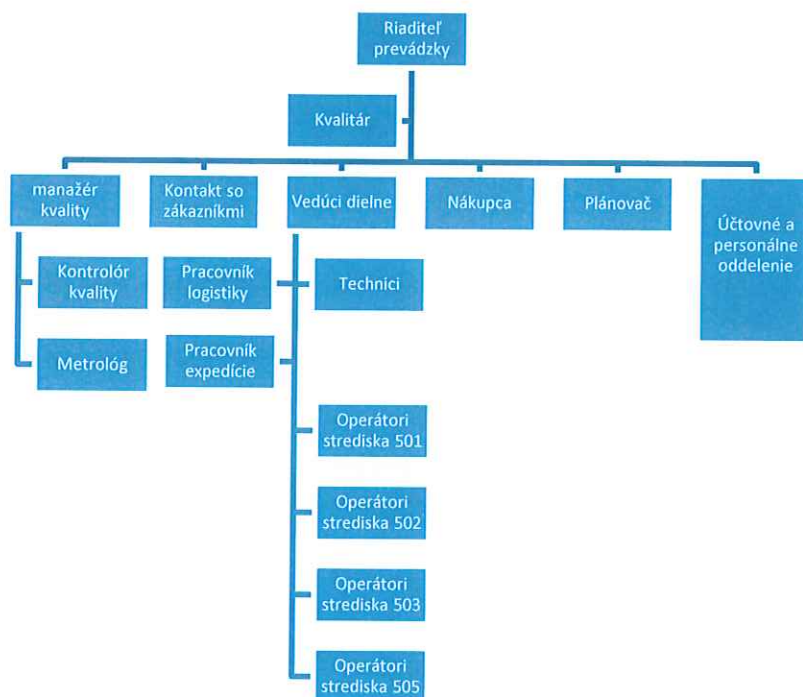 Riaditeľ
prevádzky
Kvalitár
manažér
kvality
Kontakt so
zákazníkmi
Vedúci dielne
Nákupca
Plánovač
Účtovné a
personálne
oddelenie
Kontrolór
kvality
Pracovník
logistiky
Technici
Metrológ
Pracovník
expedície
Operátori
strediska 501
Operátori
strediska 502
Operátori
strediska 503
Operátori
strediska 505